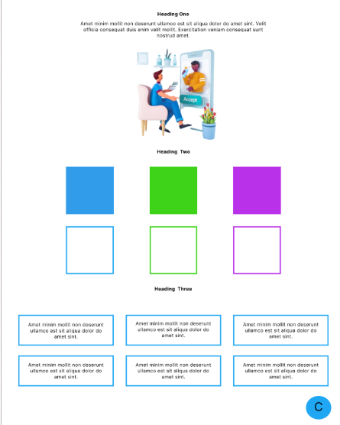 Heading One
Amet minim mollit non deserunt ullamco est sit aliqua dolor do amet sint. Velit
officia consequat duis enim velit mollit. Exercitation veniam consequat sunt
nostrud amet.
Accept
Heading Two
Heading Three
Amet minim mollit non deserunt
ullamco est sit aliqua dolor do
amet sint.
Amet minim mollit non deserunt
ullamco est sit aliqua dolor do
amet sint.
Amet minim mollit non deserunt
ullamco est sit aliqua dolor do
amet sint.
Amet minim mollit non deserunt
ullamco est sit aliqua dolor do
amet sint.
Amet minim mollit non deserunt
ullamco est sit aliqua dolor do
amet sint.
Amet minim mollit non deserunt
ullamco est sit aliqua dolor do
amet sint.
C